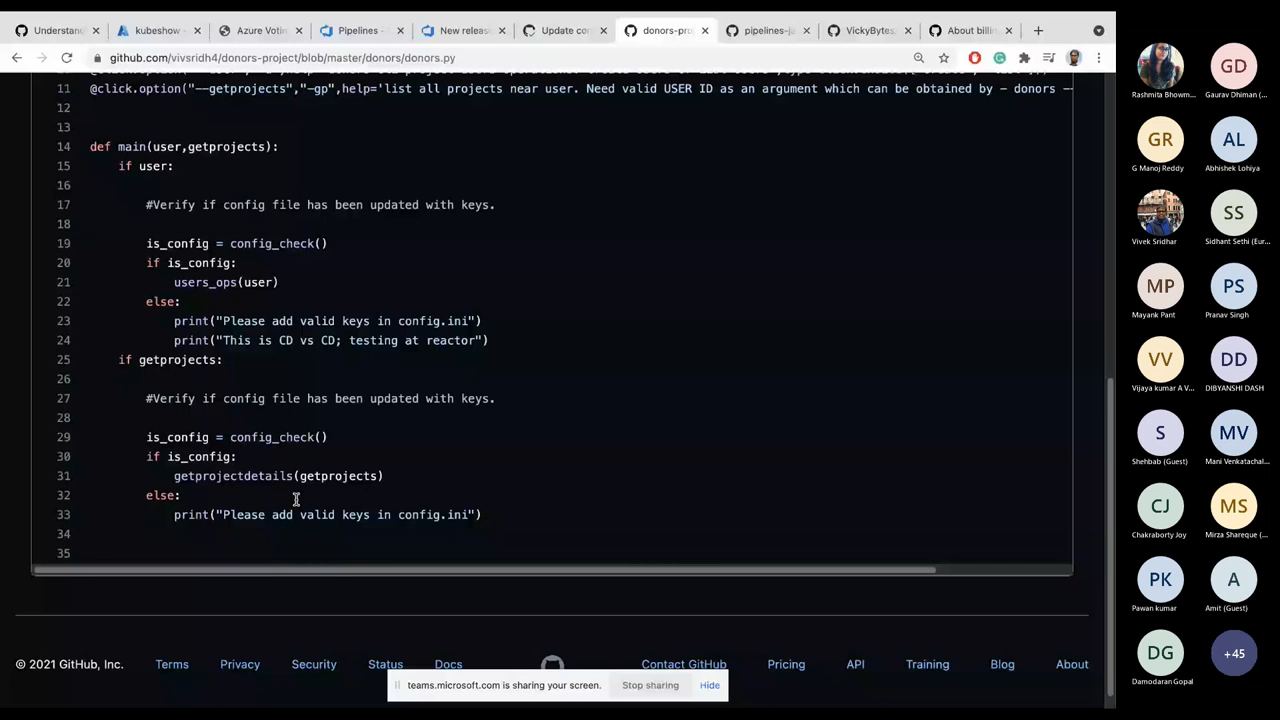 Understand
kubeshow -
Azure Votin
Pipelines -
New releas
Update co
donors-pro
pipelines-ju
VickyBytes,
About billin
github.com/vivsridh4/donors-project/blob/master/donors/donors.py
11 @click.option("--getprojects","-gp",help='list all projects near user. Need valid USER ID as an argument which can be obtained by - donors --
12
13
14 def main(user,getprojects):
15 if user:
16
17 #Verify if config file has been updated with keys.
18
19 is_config = config_check()
20 if is_config:
21 users_ops(user)
22 else:
23 print("Please add valid keys in config.ini")
24 print("This is CD vs CD; testing at reactor")
25 if getprojects:
26
27 #Verify if config file has been updated with keys.
28
29 is_config = config_check()
30 if is_config:
31 getprojectdetails(getprojects)
32 else:
33 print("Please add valid keys in config.ini")
34
35
© 2021 GitHub, Inc. Terms Privacy Security Status Docs Contact GitHub Pricing API Training Blog About
teams.microsoft.com is sharing your screen. Stop sharing Hide
Rashmita Bhowm...
GD
Gaurav Dhiman (...
GR
G Manoj Reddy
AL
Abhishek Lohiya
Vivek Sridhar
SS
Sidhant Sethi (Eur...
MP
Mayank Pant
PS
Pranav Singh
VV
Vijaya kumar A V...
DD
DIBYANSHI DASH
S
Shehbab (Guest)
MV
Mani Venkatachal...
CJ
Chakraborty Joy
MS
Mirza Shareque (...
PK
Pawan kumar
A
Amit (Guest)
DG
Damodaran Gopal
+45